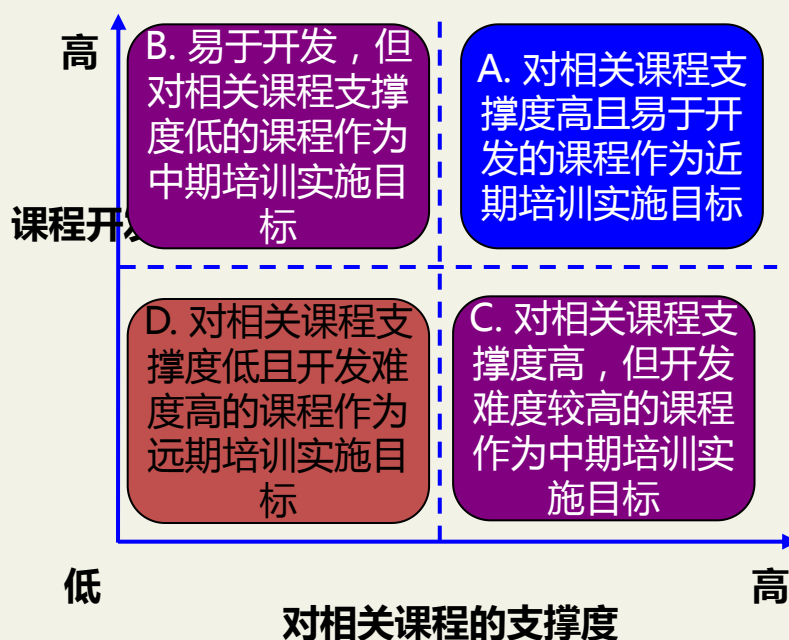 高
B. 易于开发，但
对相关课程支撑
度低的课程作为
中期培训实施目
标
A. 对相关课程支
撑度高且易于开
发的课程作为近
期培训实施目标
课程开发
D. 对相关课程支
撑度低且开发难
度高的课程作为
远期培训实施目
标
C. 对相关课程支
撑度高，但开发
难度较高的课程
作为中期培训实
施目标
低
高
对相关课程的支撑度